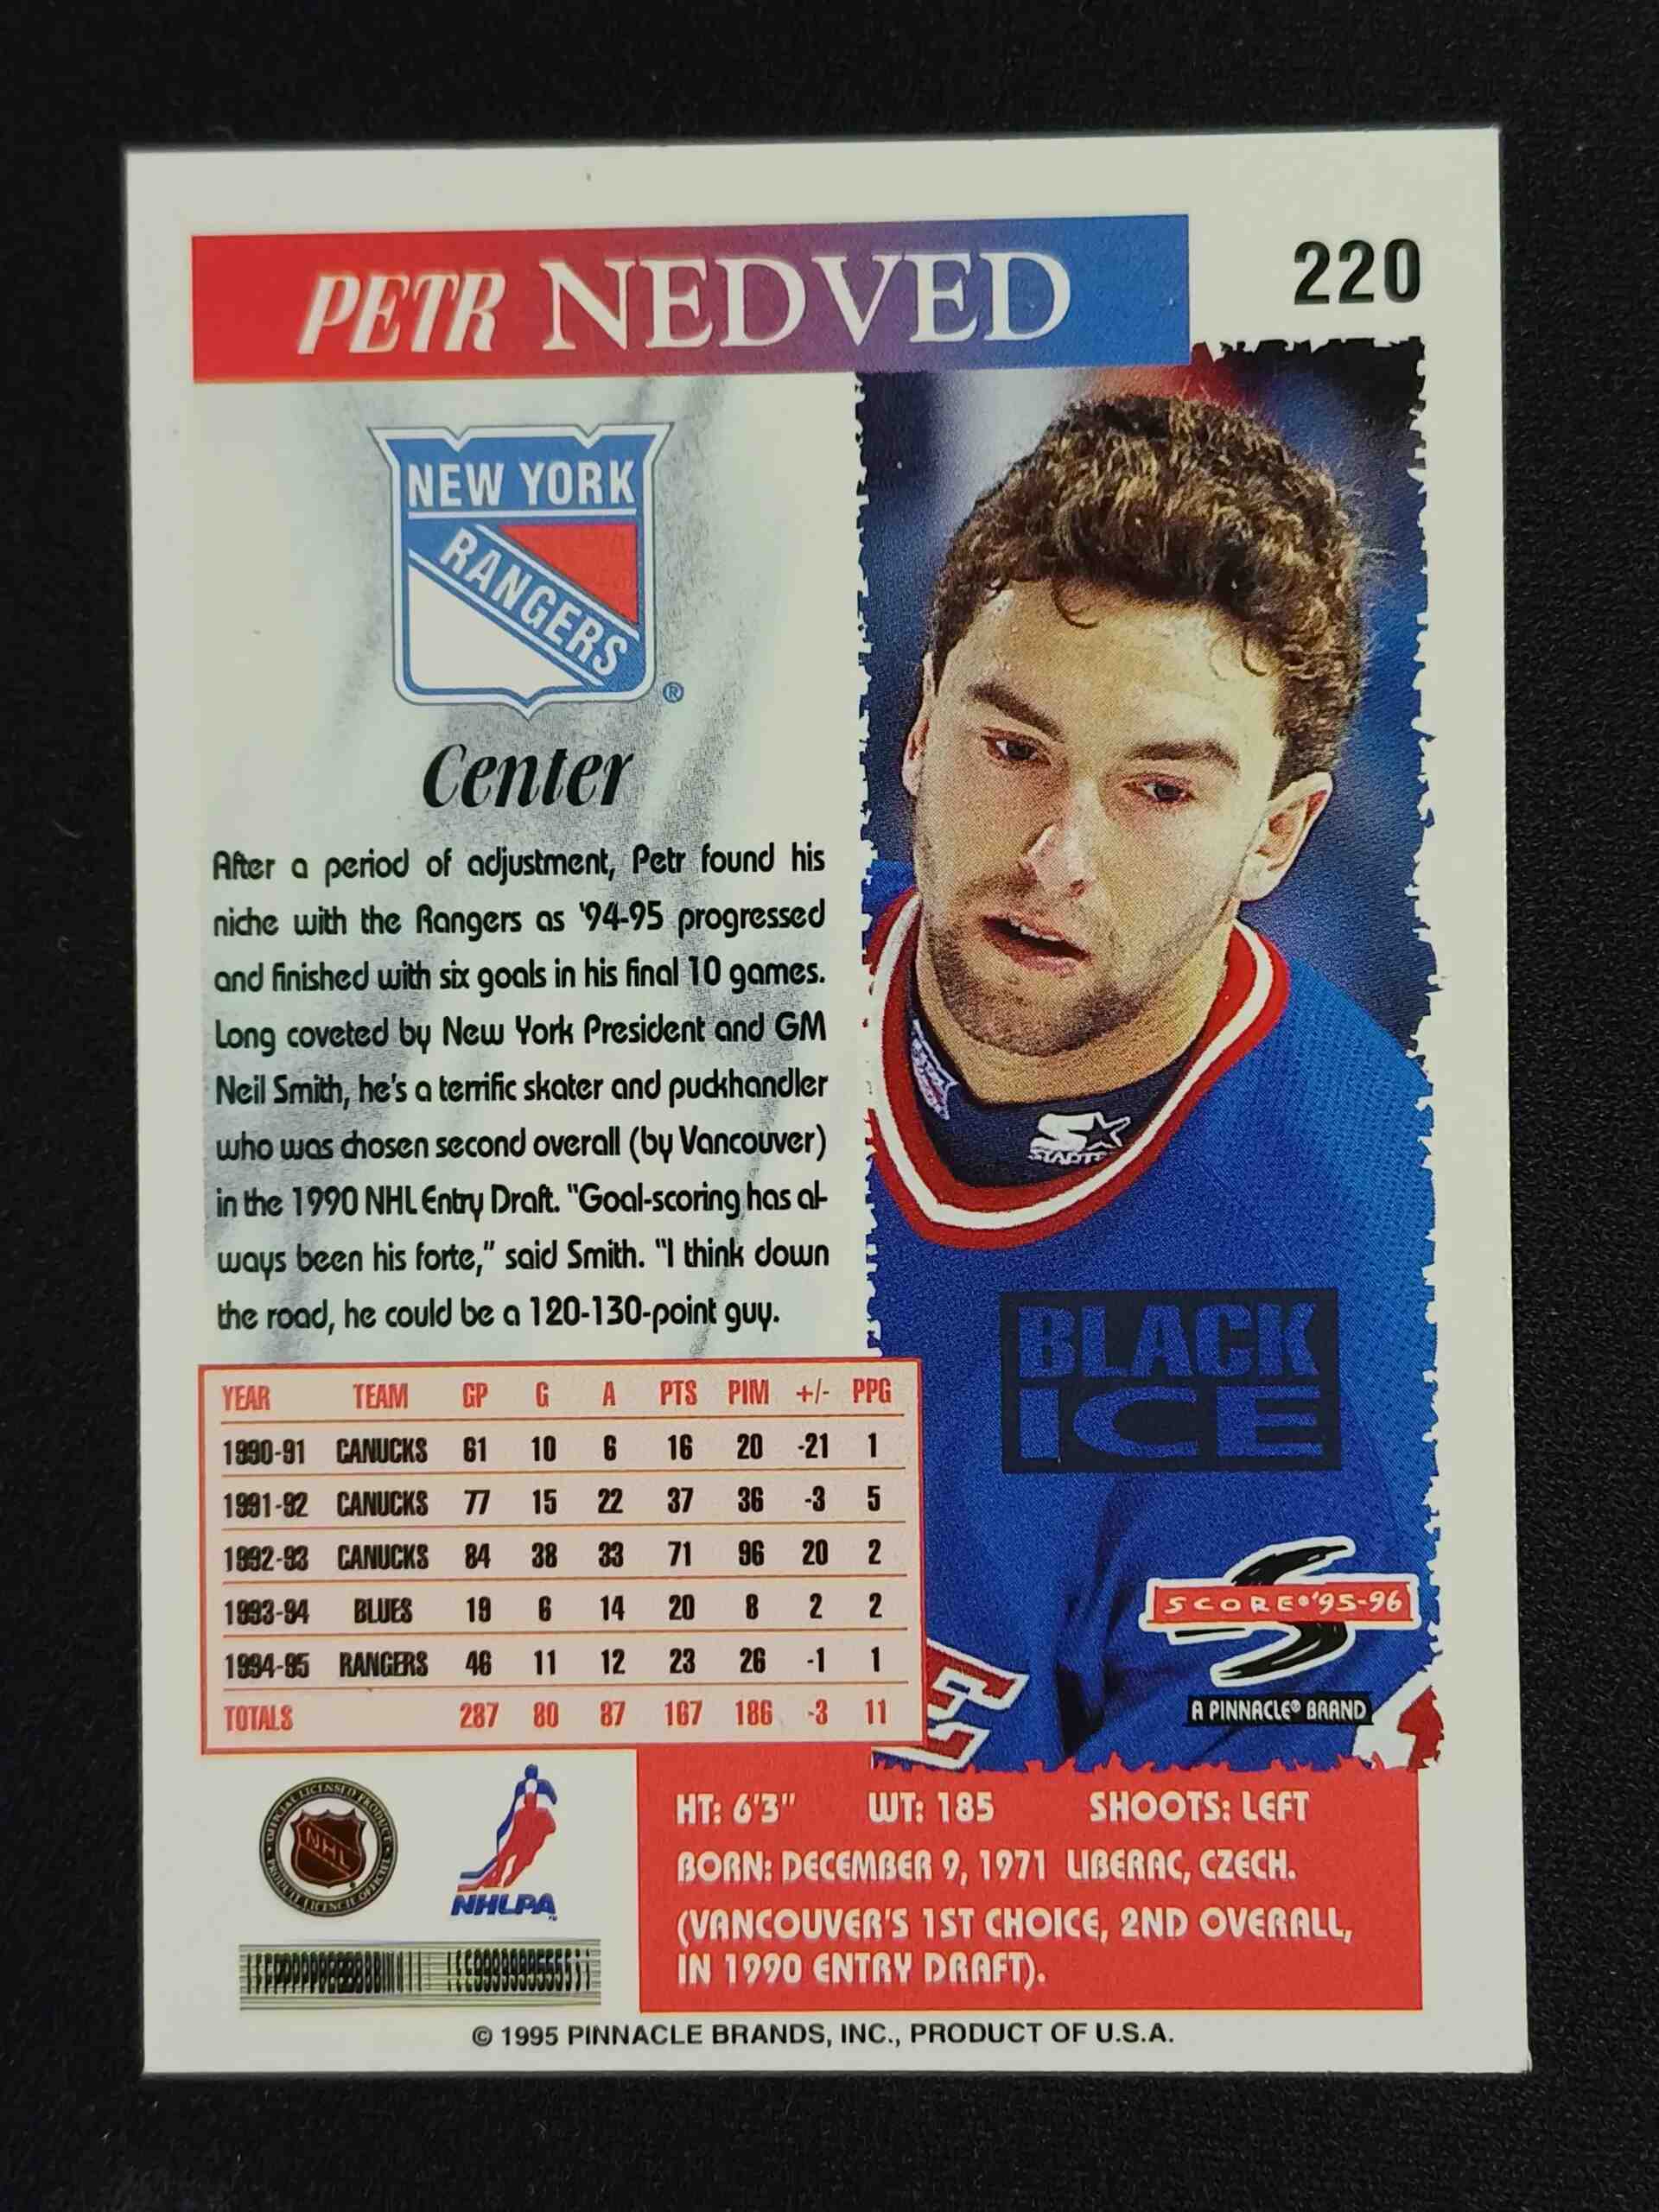 PETR NEDVED
220
NEW YORK
RANGERS
®
Center
After a period of adjustment, Petr found his
niche with the Rangers as '94-95 progressed
and finished with six goals in his final 10 games.
Long coveted by New York President and GM
Neil Smith, he's a terrific skater and puckhandler
who was chosen second overall (by Vancouver)
in the 1990 NHL Entry Draft. "Goal-scoring has al-
ways been his forte," said Smith. "I think down
the road, he could be a 120-130-point guy.
BLACK
ICE
YEAR TEAM GP G A PTS PIM +/- PPG
1990-91 CANUCKS 61 10 6 16 20 -21 1
1991-92 CANUCKS 77 15 22 37 36 -3 5
1992-93 CANUCKS 84 38 33 71 96 20 2
1993-94 BLUES 19 6 14 20 8 2 2
1994-95 RANGERS 46 11 12 23 26 -1 1
TOTALS 287 80 87 167 186 -3 11
SCORE® '95-96
A PINNACLE® BRAND
NHL
NHLPA
HT: 6'3" WT: 185 SHOOTS: LEFT
BORN: DECEMBER 9, 1971 LIBERAC, CZECH.
(VANCOUVER'S 1ST CHOICE, 2ND OVERALL,
IN 1990 ENTRY DRAFT).
© 1995 PINNACLE BRANDS, INC., PRODUCT OF U.S.A.